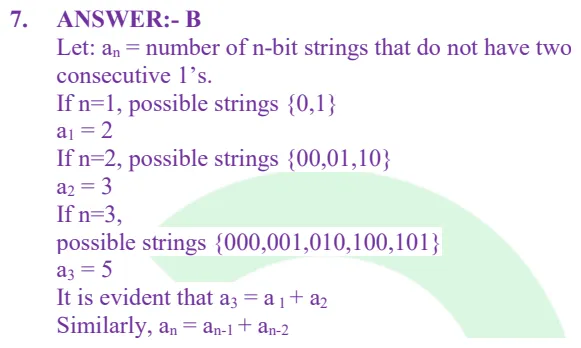 7. ANSWER:- B
Let: aₙ = number of n-bit strings that do not have two
consecutive 1’s.
If n=1, possible strings {0,1}
a₁ = 2
If n=2, possible strings {00,01,10}
a₂ = 3
If n=3,
possible strings {000,001,010,100,101}
a₃ = 5
It is evident that a₃ = a ₁ + a₂
Similarly, aₙ = aₙ₋₁ + aₙ₋₂